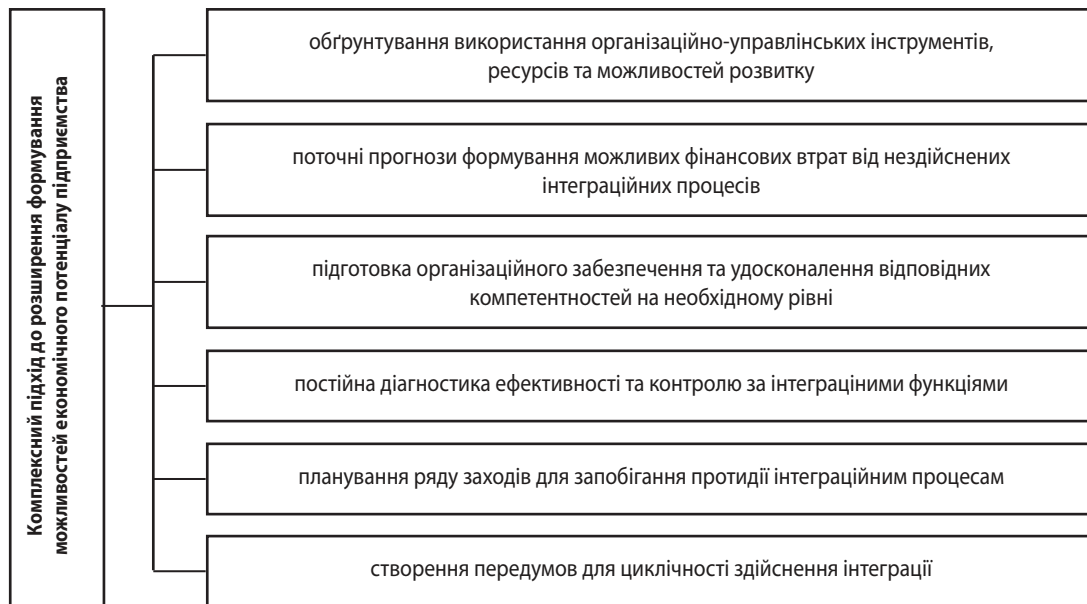 Комплексний підхід до розширення формування
можливостей економічного потенціалу підприємства
обґрунтування використання організаційно-управлінських інструментів,
ресурсів та можливостей розвитку
поточні прогнози формування можливих фінансових втрат від нездійснених
інтеграційних процесів
підготовка організаційного забезпечення та удосконалення відповідних
компетентностей на необхідному рівні
постійна діагностика ефективності та контролю за інтеграціними функціями
планування ряду заходів для запобігання протидії інтеграційним процесам
створення передумов для циклічності здійснення інтеграції